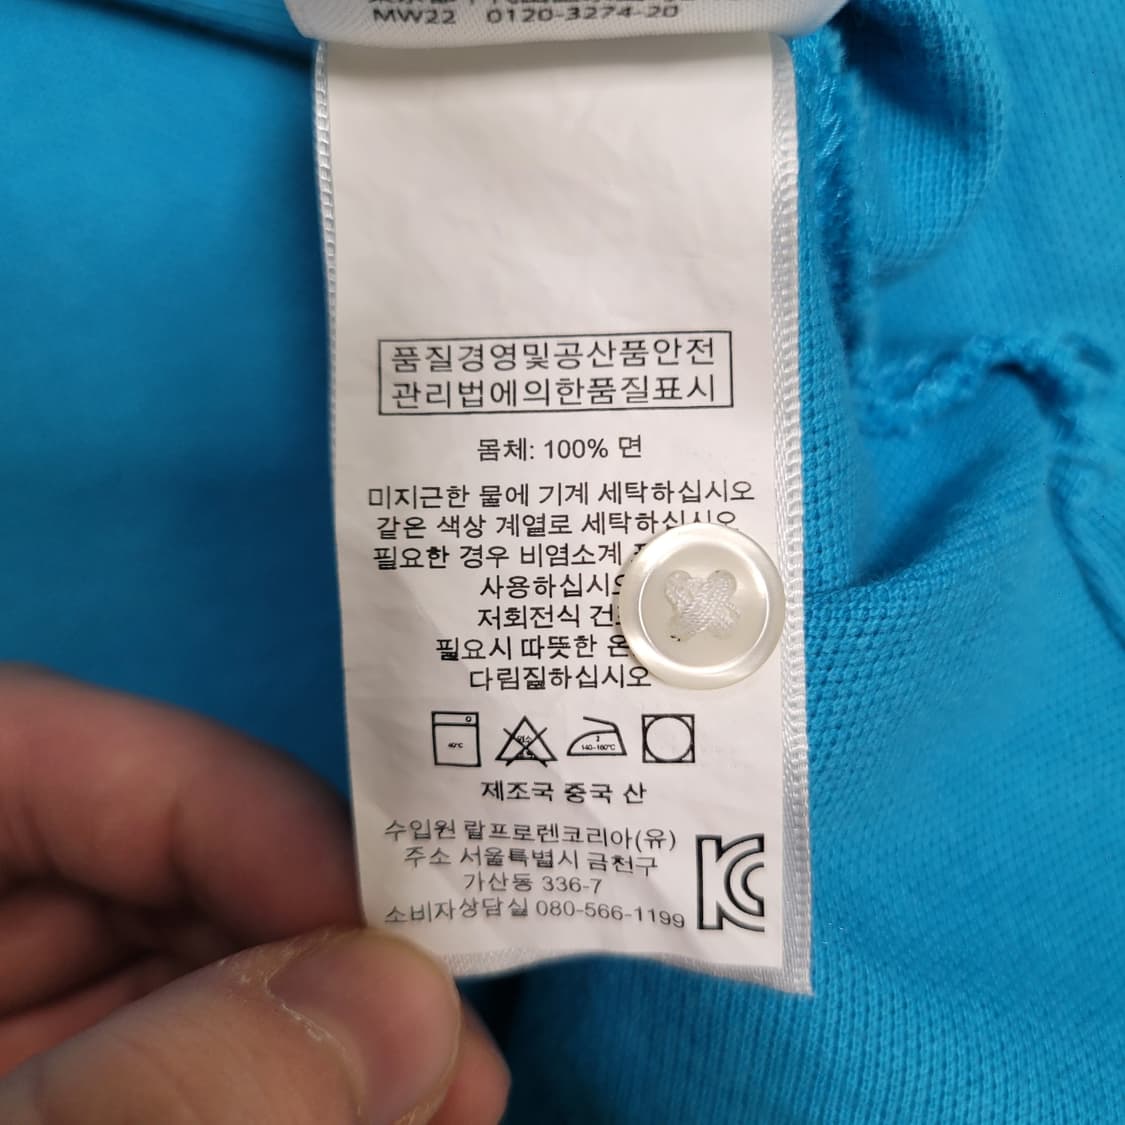 MW22 0120-3274-20
품질경영및공산품안전
관리법에의한품질표시
몸체: 100% 면
미지근한 물에 기계 세탁하십시오
같은 색상 계열로 세탁하십시오
필요한 경우 비염소계
사용하십시오
저회전식
필요시 따뜻한
다림질하십시오
40℃
염소
2
140-160℃
제조국 중국 산
수입원 랄프로렌코리아(유)
주소 서울특별시 금천구
가산동 336-7
소비자상담실 080-566-1199